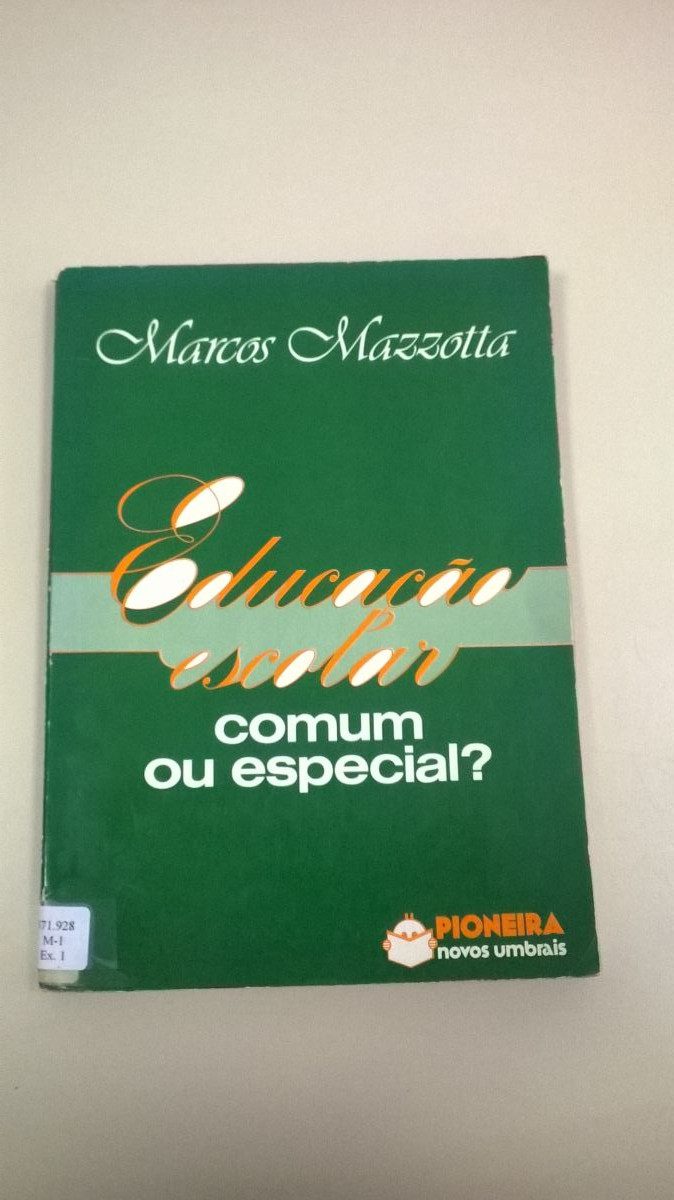 Marcos Mazzotta
Educação
escolar
comum
ou especial?
PIONEIRA
novos umbrais
371.928
M-1
Ex. 1